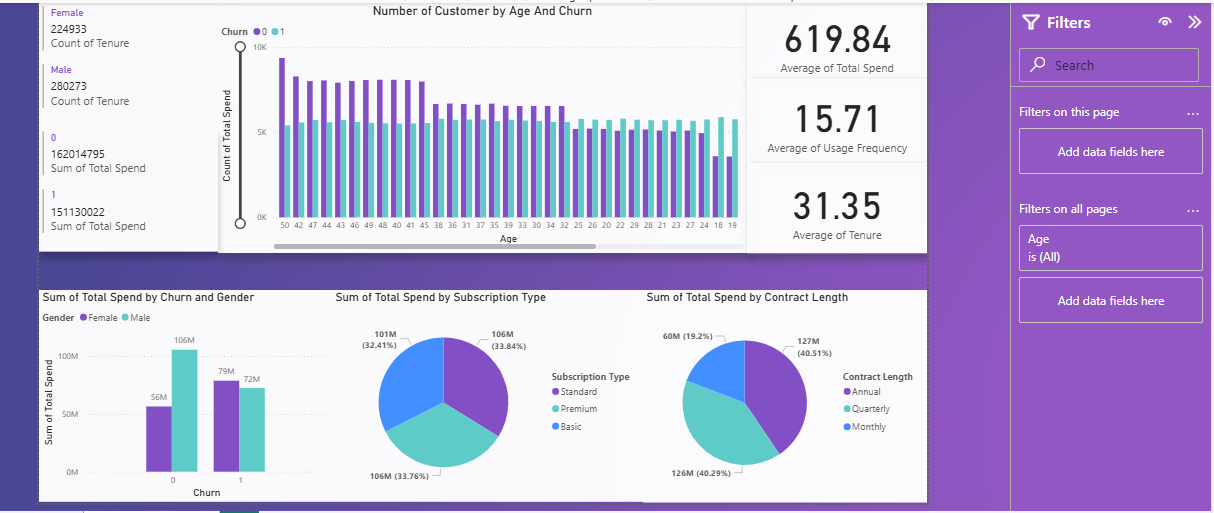 Female
224933
Count of Tenure
Male
280273
Count of Tenure
0
162014795
Sum of Total Spend
1
151130022
Sum of Total Spend
Number of Customer by Age And Churn
Churn 0 1
Count of Total Spend
10K
5K
0K
50 42 47 44 43 46 49 48 40 41 45 38 36 31 37 35 39 33 30 34 32 25 20 22 29 28 21 23 26 27 24 18 19
Age
619.84
Average of Total Spend
15.71
Average of Usage Frequency
31.35
Average of Tenure
Sum of Total Spend by Churn and Gender
Gender Female Male
Sum of Total Spend
100M
50M
0M
56M
106M
79M
72M
0 1
Churn
Sum of Total Spend by Subscription Type
101M
(32.41%)
106M
(33.84%)
106M (33.76%)
Subscription Type
Standard
Premium
Basic
Sum of Total Spend by Contract Length
60M (19.2%)
127M
(40.51%)
126M (40.29%)
Contract Length
Annual
Quarterly
Monthly
Filters
Search
Filters on this page
...
Add data fields here
Filters on all pages
...
Age
is (All)
Add data fields here